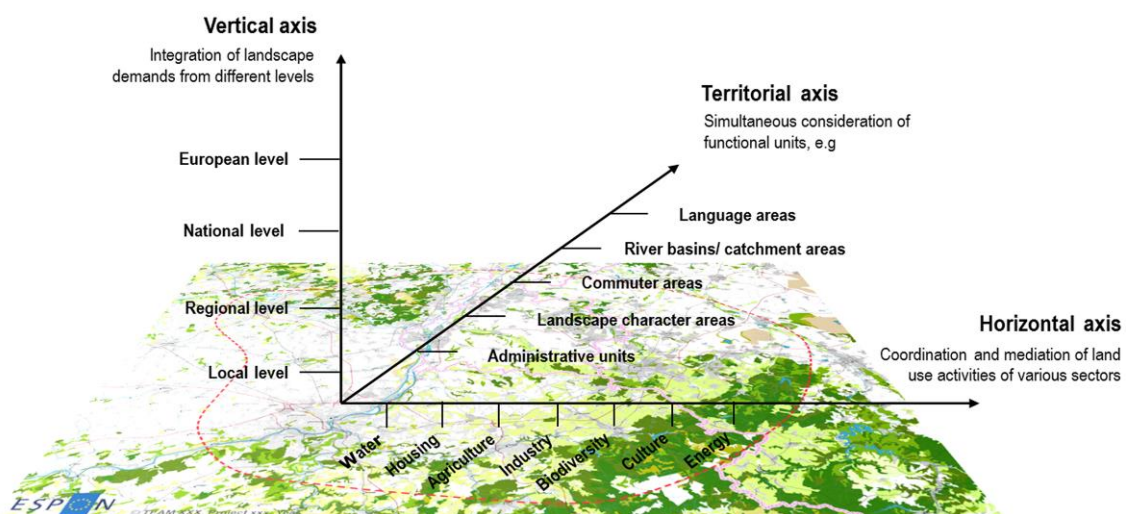 Vertical axis
Integration of landscape
demands from different levels
European level
National level
Regional level
Local level
Territorial axis
Simultaneous consideration of
functional units, e.g
Language areas
River basins/ catchment areas
Commuter areas
Landscape character areas
Administrative units
Horizontal axis
Coordination and mediation of land
use activities of various sectors
Water
Housing
Agriculture
Industry
Biodiversity
Culture
Energy
ESPON